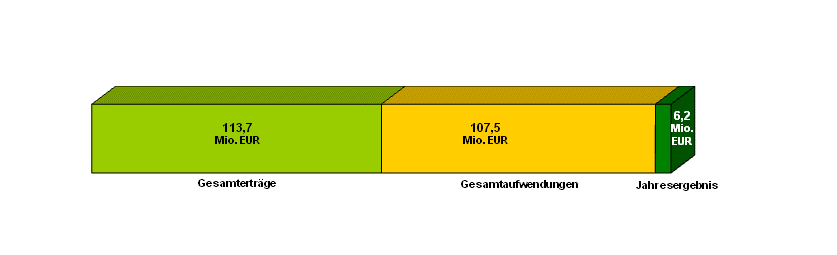 113,7
Mio. EUR
107,5
Mio. EUR
6,2
Mio.
EUR
Gesamterträge
Gesamtaufwendungen
Jahresergebnis